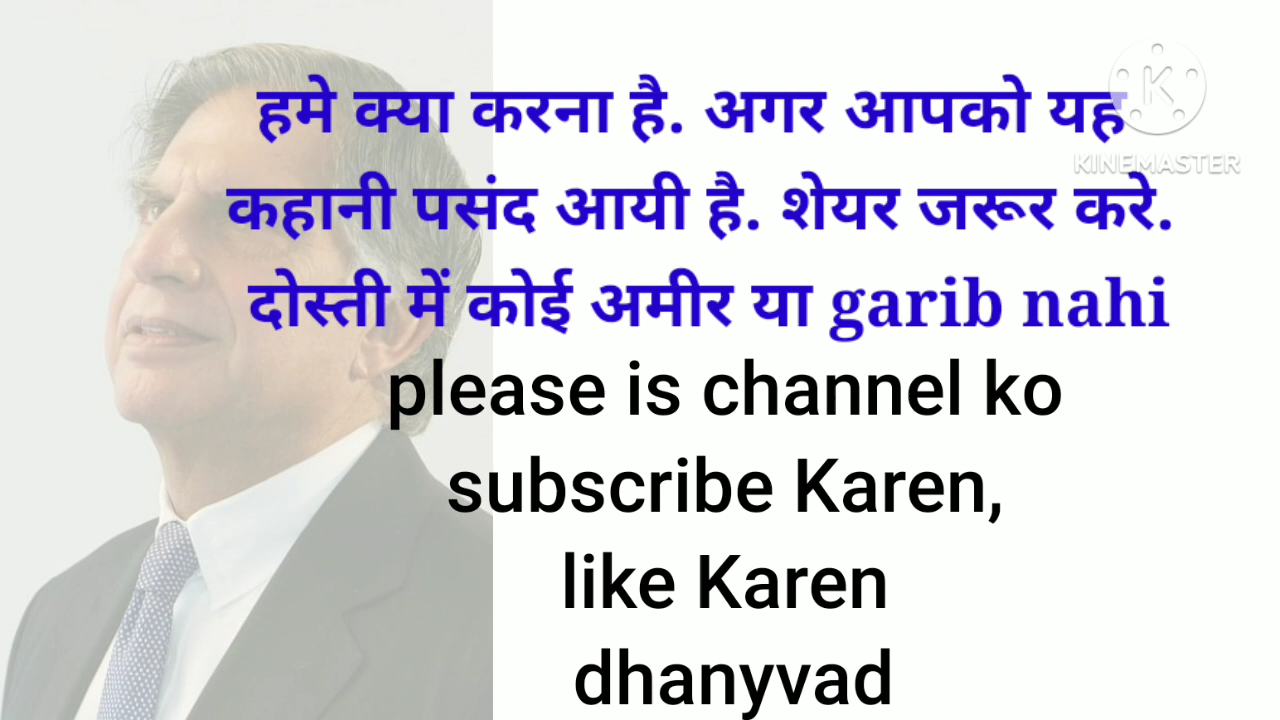 हमे क्या करना है. अगर आपको यह
कहानी पसंद आयी है. शेयर जरूर करे.
दोस्ती में कोई अमीर या garib nahi
please is channel ko
subscribe Karen,
like Karen
dhanyvad
K
KINEMASTER